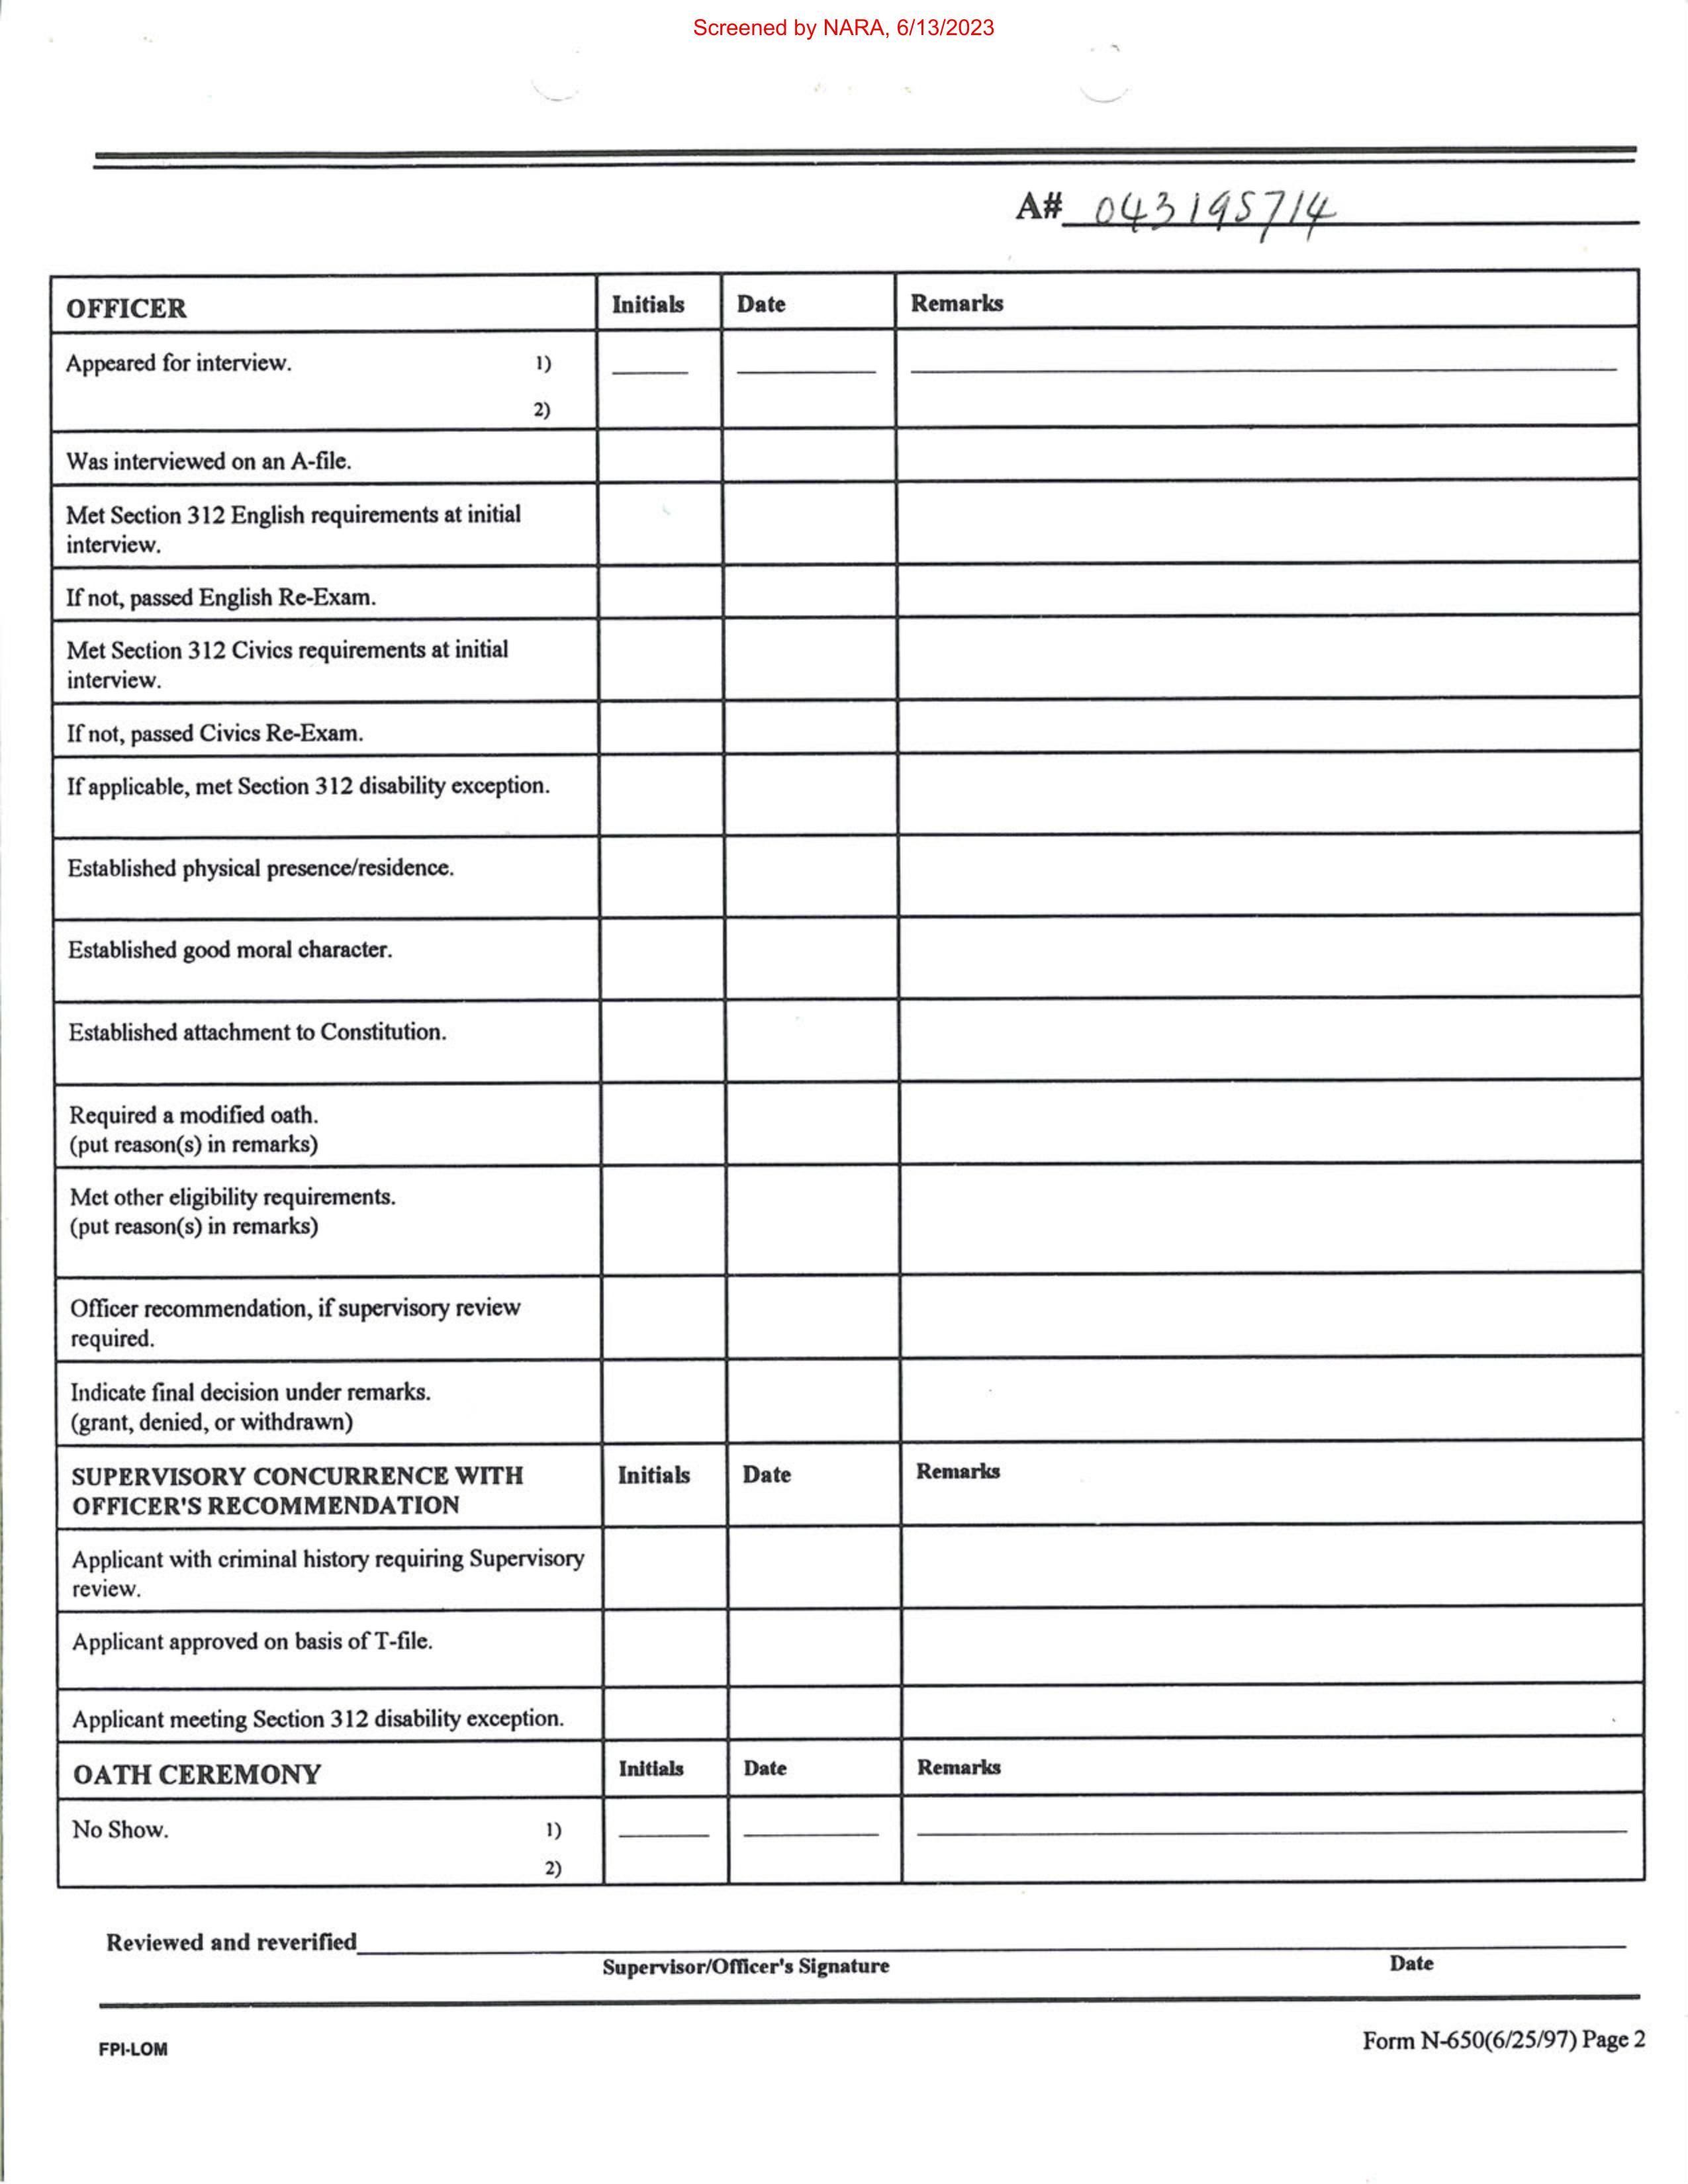 Screened by NARA, 6/13/2023
A# 043195714
OFFICER Initials Date Remarks
Appeared for interview. 1)
2)
Was interviewed on an A-file.
Met Section 312 English requirements at initial
interview.
If not, passed English Re-Exam.
Met Section 312 Civics requirements at initial
interview.
If not, passed Civics Re-Exam.
If applicable, met Section 312 disability exception.
Established physical presence/residence.
Established good moral character.
Established attachment to Constitution.
Required a modified oath.
(put reason(s) in remarks)
Met other eligibility requirements.
(put reason(s) in remarks)
Officer recommendation, if supervisory review
required.
Indicate final decision under remarks.
(grant, denied, or withdrawn)
SUPERVISORY CONCURRENCE WITH Initials Date Remarks
OFFICER'S RECOMMENDATION
Applicant with criminal history requiring Supervisory
review.
Applicant approved on basis of T-file.
Applicant meeting Section 312 disability exception.
OATH CEREMONY Initials Date Remarks
No Show. 1)
2)
Reviewed and reverified
Supervisor/Officer's Signature Date
FPI-LOM Form N-650(6/25/97) Page 2